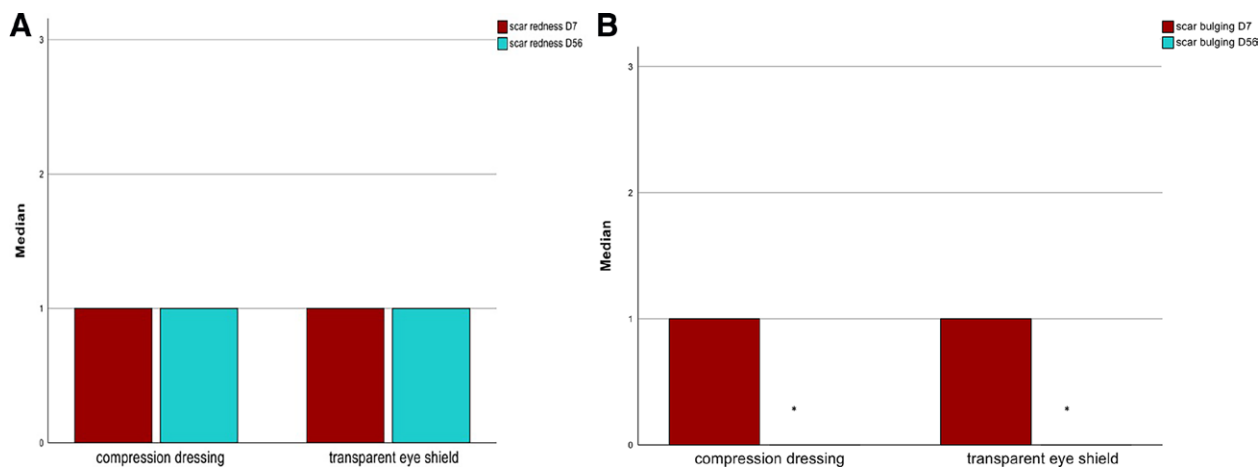 A
scar redness D7
scar redness D56
3
2
1
0
Median
compression dressing
transparent eye shield
B
scar bulging D7
scar bulging D56
3
2
1
0
Median
*
*
compression dressing
transparent eye shield